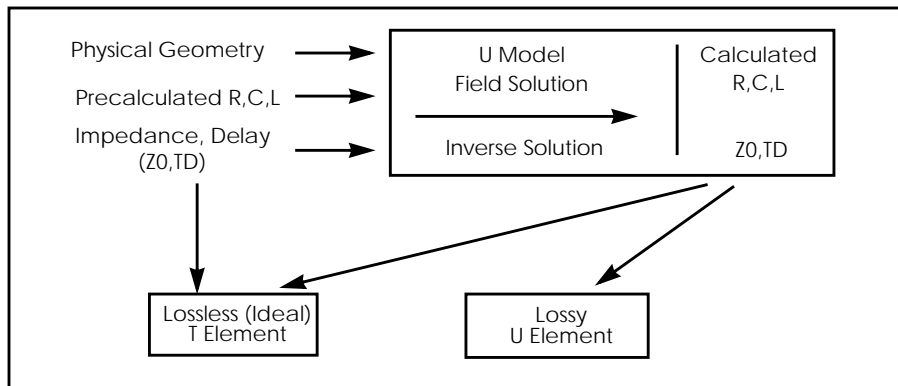 Physical Geometry
Precalculated R,C,L
Impedance, Delay
(Z0,TD)
U Model
Field Solution
Inverse Solution
Calculated
R,C,L
Z0,TD
Lossless (Ideal)
T Element
Lossy
U Element